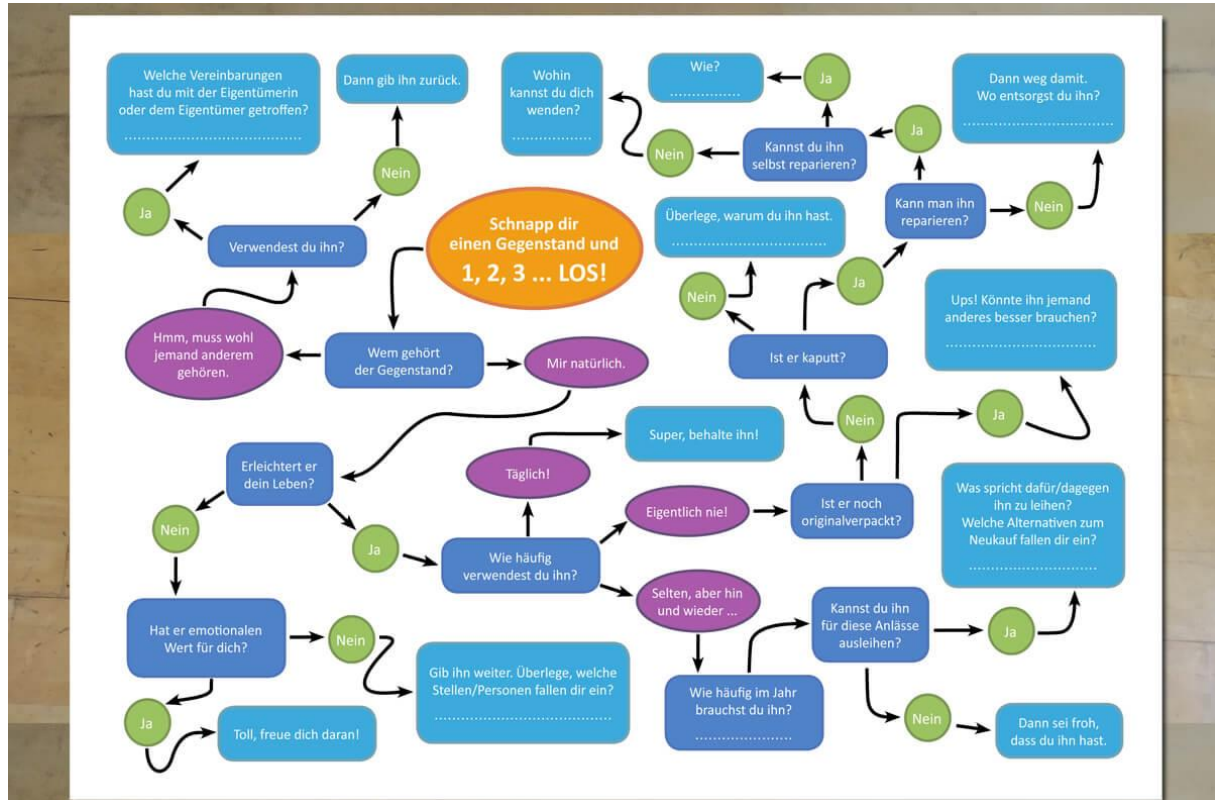 Welche Vereinbarungen
hast du mit der Eigentümerin
oder dem Eigentümer getroffen?
........................................
Dann gib ihn zurück.
Ja
Nein
Verwendest du ihn?
Hmm, muss wohl
jemand anderem
gehören.
Schnapp dir
einen Gegenstand und
1, 2, 3 ... LOS!
Wem gehört
der Gegenstand?
Mir natürlich.
Wohin
kannst du dich
wenden?
................
Wie?
................
Ja
Nein
Kannst du ihn
selbst reparieren?
Ja
Kann man ihn
reparieren?
Nein
Dann weg damit.
Wo entsorgst du ihn?
................................
Überlege, warum du ihn hast.
................................
Nein
Ja
Ist er kaputt?
Nein
Ups! Könnte ihn jemand
anderes besser brauchen?
................................
Ja
Ist er noch
originalverpackt?
Super, behalte ihn!
Täglich!
Eigentlich nie!
Erleichtert er
dein Leben?
Nein
Ja
Wie häufig
verwendest du ihn?
Selten, aber hin
und wieder ...
Was spricht dafür/dagegen
ihn zu leihen?
Welche Alternativen zum
Neukauf fallen dir ein?
................................
Kannst du ihn
für diese Anlässe
ausleihen?
Ja
Hat er emotionalen
Wert für dich?
Nein
Gib ihn weiter. Überlege, welche
Stellen/Personen fallen dir ein?
................................
Wie häufig im Jahr
brauchst du ihn?
...................
Nein
Dann sei froh,
dass du ihn hast.
Ja
Toll, freue dich daran!